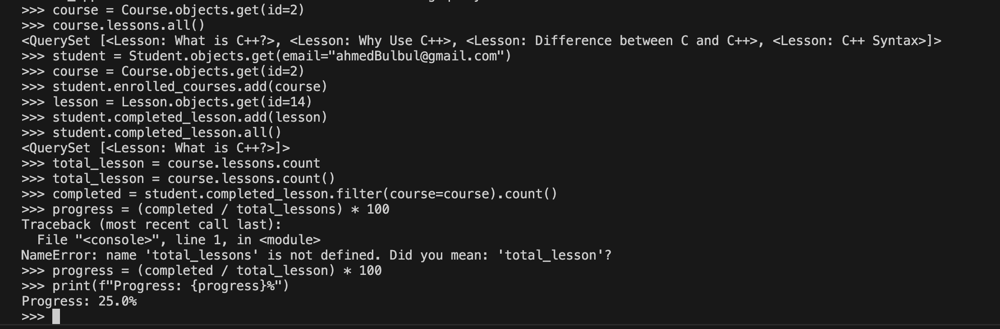 >>> course = Course.objects.get(id=2)
>>> course.lessons.all()
<QuerySet [<Lesson: What is C++?>, <Lesson: Why Use C++>, <Lesson: Difference between C and C++>, <Lesson: C++ Syntax>]>
>>> student = Student.objects.get(email="ahmedBulbul@gmail.com")
>>> course = Course.objects.get(id=2)
>>> student.enrolled_courses.add(course)
>>> lesson = Lesson.objects.get(id=14)
>>> student.completed_lesson.add(lesson)
>>> student.completed_lesson.all()
<QuerySet [<Lesson: What is C++?>]>
>>> total_lesson = course.lessons.count
>>> total_lesson = course.lessons.count()
>>> completed = student.completed_lesson.filter(course=course).count()
>>> progress = (completed / total_lessons) * 100
Traceback (most recent call last):
  File "<console>", line 1, in <module>
NameError: name 'total_lessons' is not defined. Did you mean: 'total_lesson'?
>>> progress = (completed / total_lesson) * 100
>>> print(f"Progress: {progress}%")
Progress: 25.0%
>>>